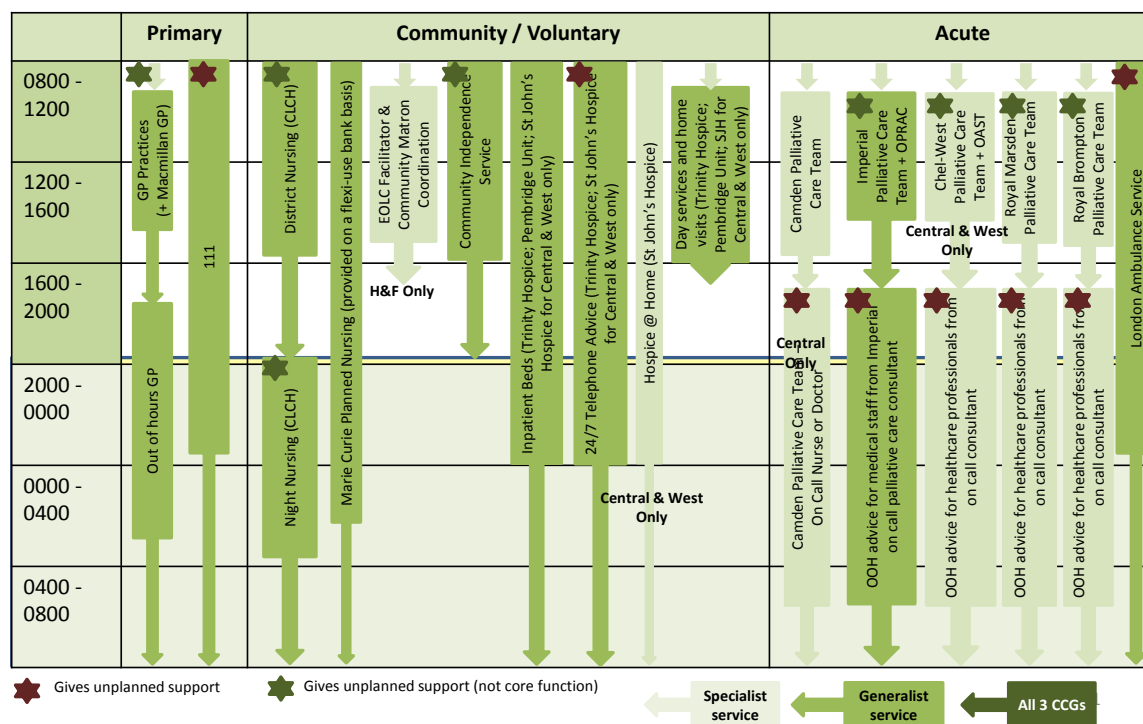 Primary
Community / Voluntary
Acute
0800 -
1200
1200 -
1600
1600 -
2000
2000 -
0000
0000 -
0400
0400 -
0800
GP Practices
(+ Macmillan GP)
Out of hours GP
111
District Nursing (CLCH)
Night Nursing (CLCH)
Marie Curie Planned Nursing (provided on a flexi-use bank basis)
EOLC Facilitator &
Community Matron
Coordination
H&F Only
Community Independence
Service
Inpatient Beds (Trinity Hospice; Pembridge Unit; St John's
Hospice for Central & West only)
24/7 Telephone Advice (Trinity Hospice; St John's Hospice
for Central & West only)
Hospice @ Home (St John's Hospice)
Central & West
Only
Day services and home
visits (Trinity Hospice;
Pembridge Unit; SJH for
Central & West only)
Camden Palliative
Care Team
Central
Only
Camden Palliative Care Team –
On Call Nurse or Doctor
Imperial
Palliative Care
Team + OPRAC
OOH advice for medical staff from Imperial
on call palliative care consultant
Chel-West
Palliative Care
Team + OAST
Central & West
Only
OOH advice for healthcare professionals from
on call consultant
Royal Marsden
Palliative Care Team
OOH advice for healthcare professionals from
on call consultant
Royal Brompton
Palliative Care Team
OOH advice for healthcare professionals from
on call consultant
London Ambulance Service
Gives unplanned support
Gives unplanned support (not core function)
Specialist
service
Generalist
service
All 3 CCGs